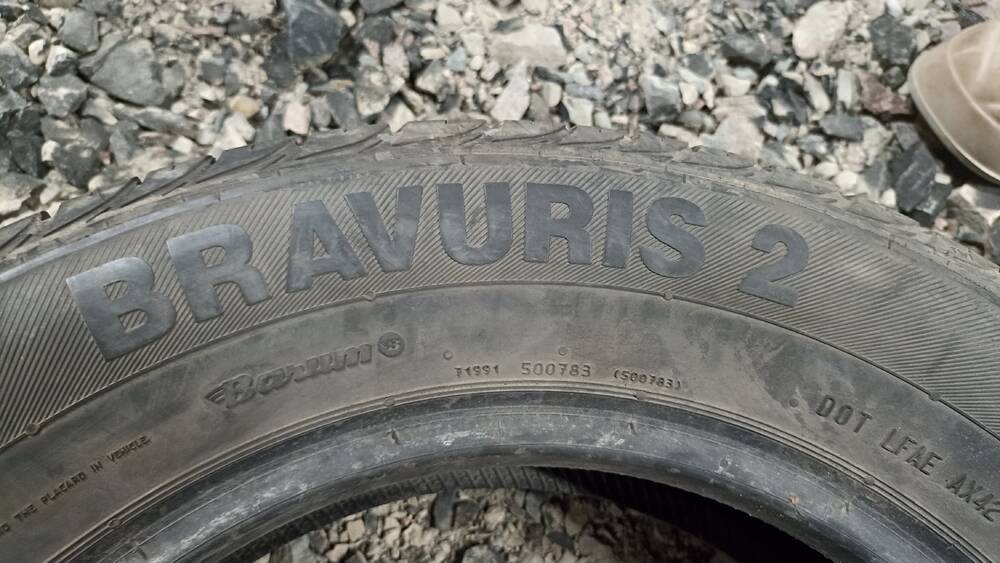 BRAVURIS 2
Barum
T1991 500783 (500783)
DOT LFAE AX42
THE PLACARD IN VEHICLE